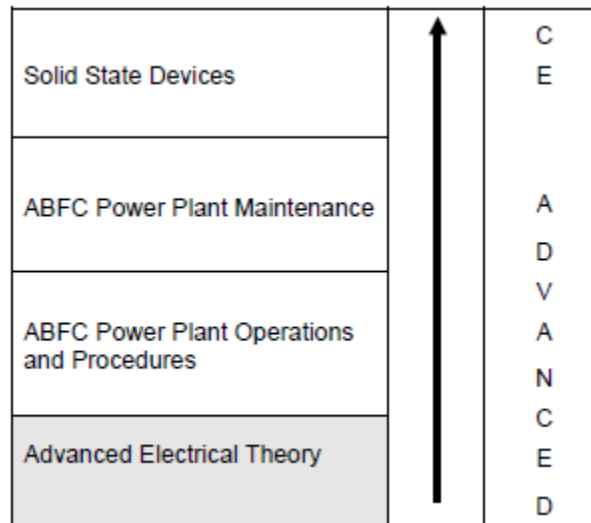 Solid State Devices
ABFC Power Plant Maintenance
ABFC Power Plant Operations
and Procedures
Advanced Electrical Theory
C
E
A
D
V
A
N
C
E
D